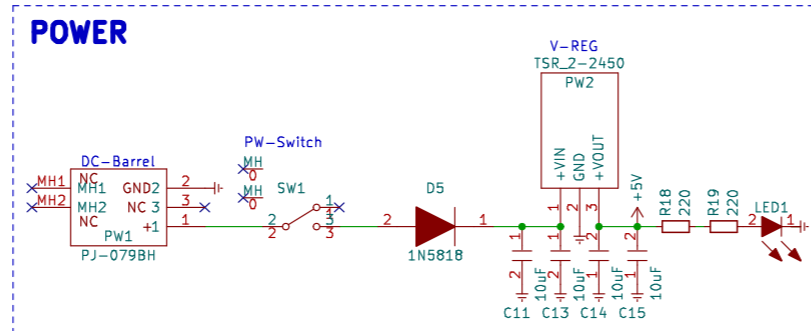 POWER
V-REG
TSR_2-2450
PW2
+VIN
GND
+VOUT
1
2
3
DC-Barrel
NC
MH1
MH1
GND2
2
MH2
MH2
NC 3
3
NC
+1
1
PW1
PJ-079BH
PW-Switch
MH
0
MH
0
SW1
1
2
2
3
3
D5
2
1
1N5818
+5V
R18
220
R19
220
LED1
2
1
1
2
C11
10uF
1
2
C13
10uF
2
1
C14
10uF
2
1
C15
10uF